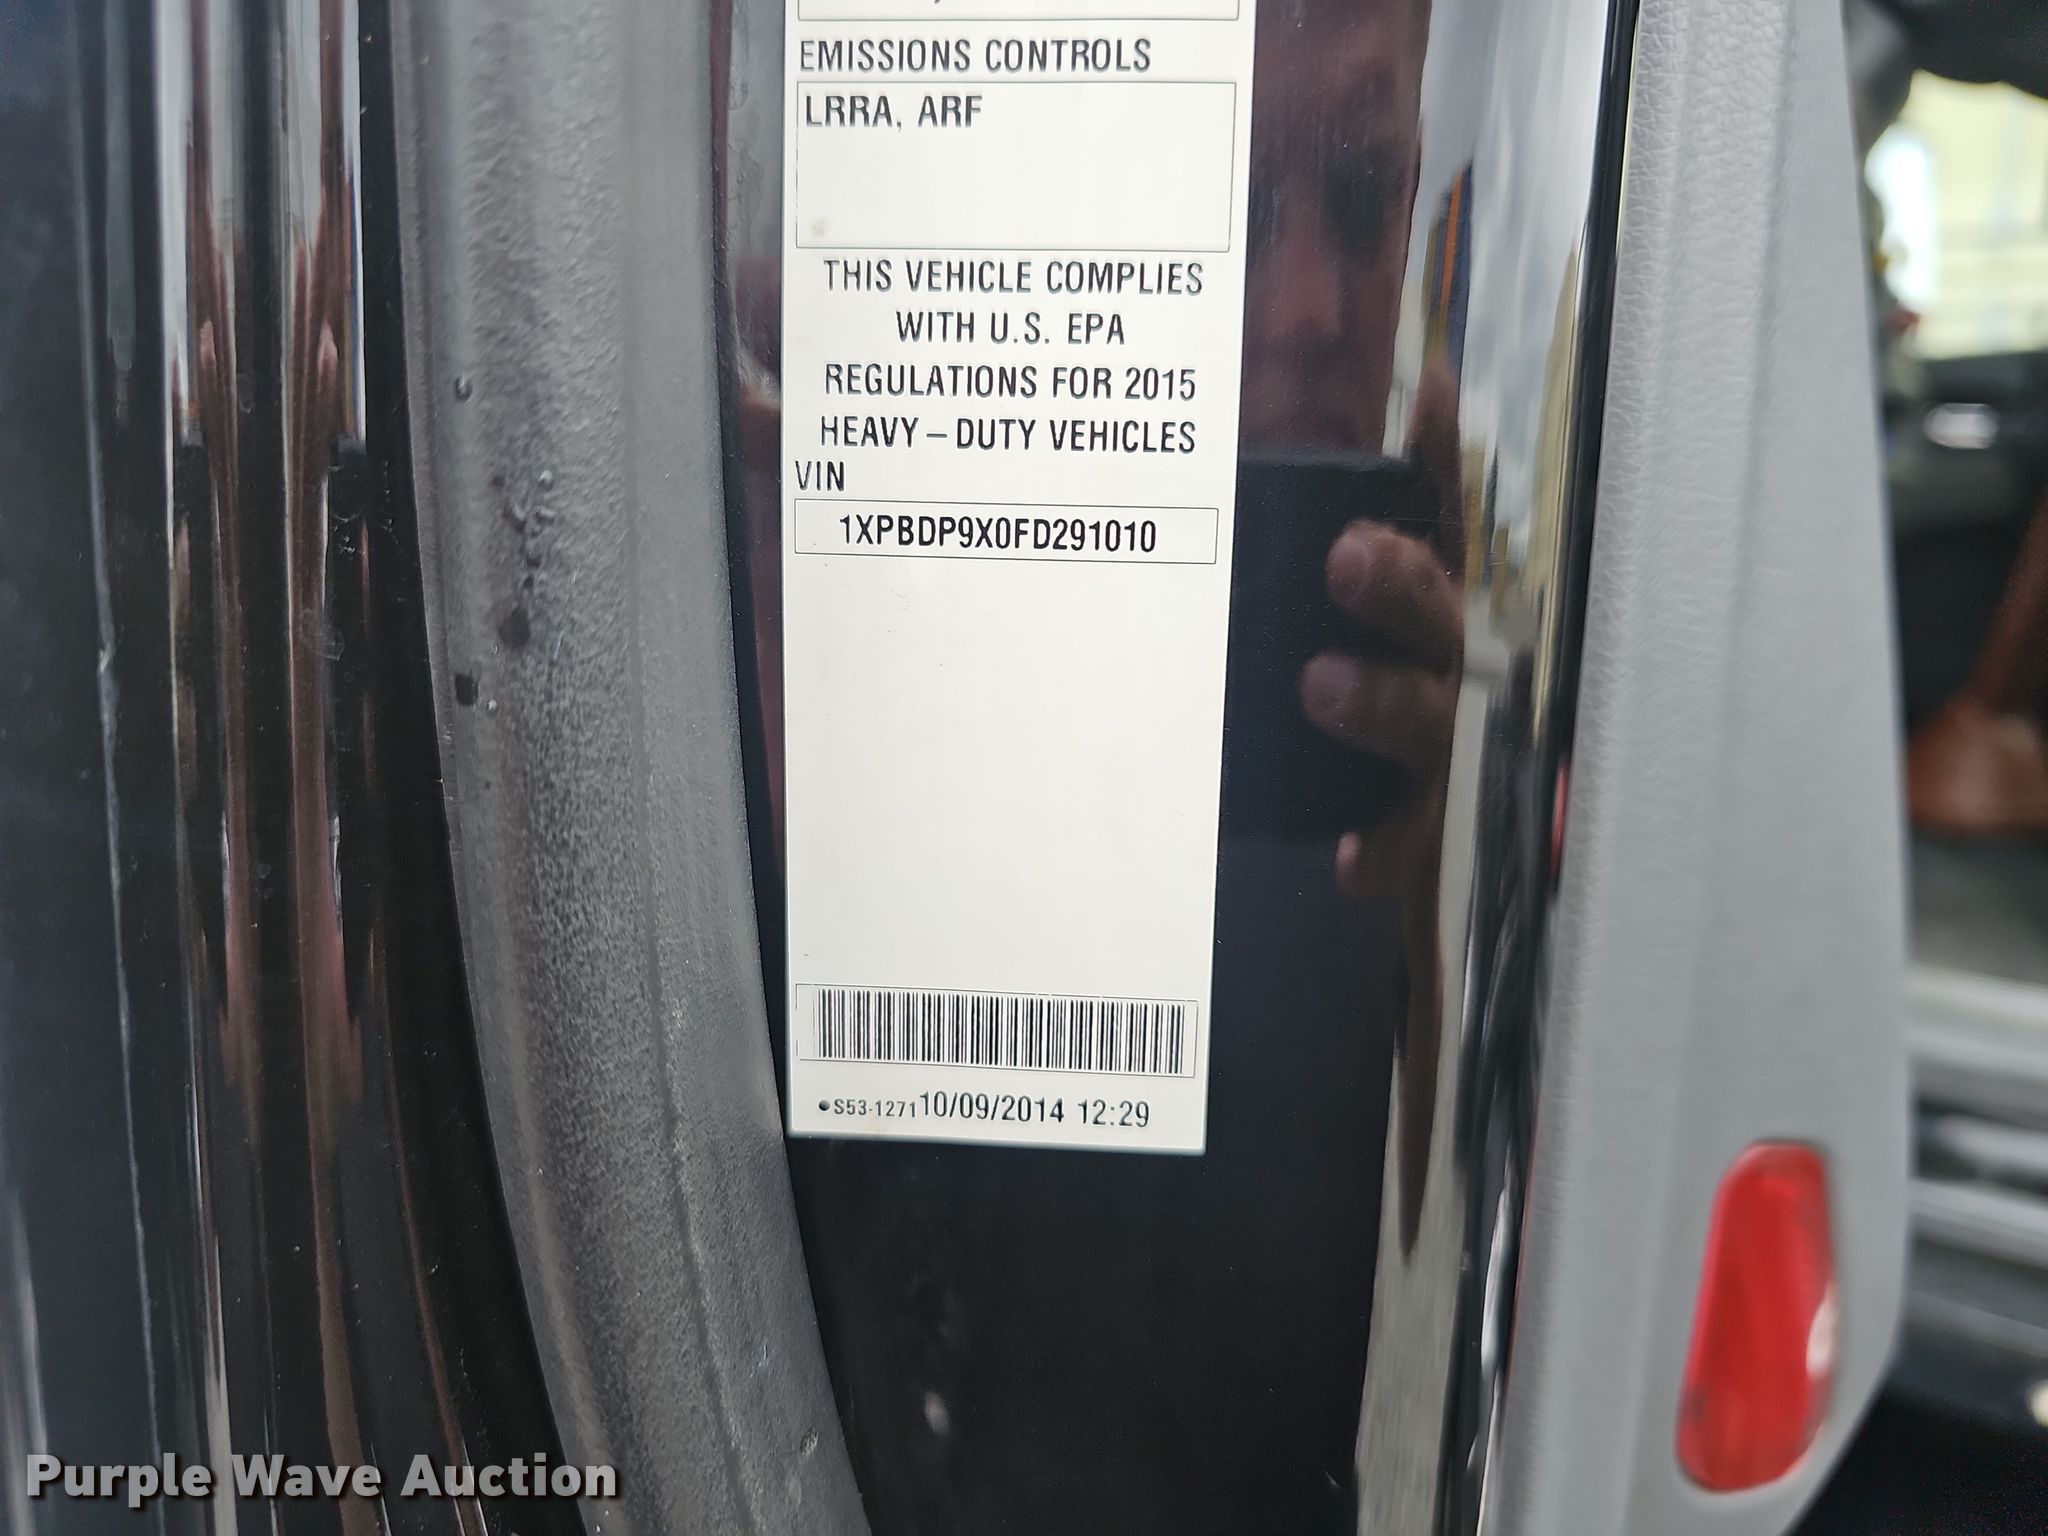 EMISSIONS CONTROLS
LRRA, ARF
THIS VEHICLE COMPLIES
WITH U.S. EPA
REGULATIONS FOR 2015
HEAVY–DUTY VEHICLES
VIN
1XPBDP9X0FD291010
•S53-1271 10/09/2014 12:29
Purple Wave Auction